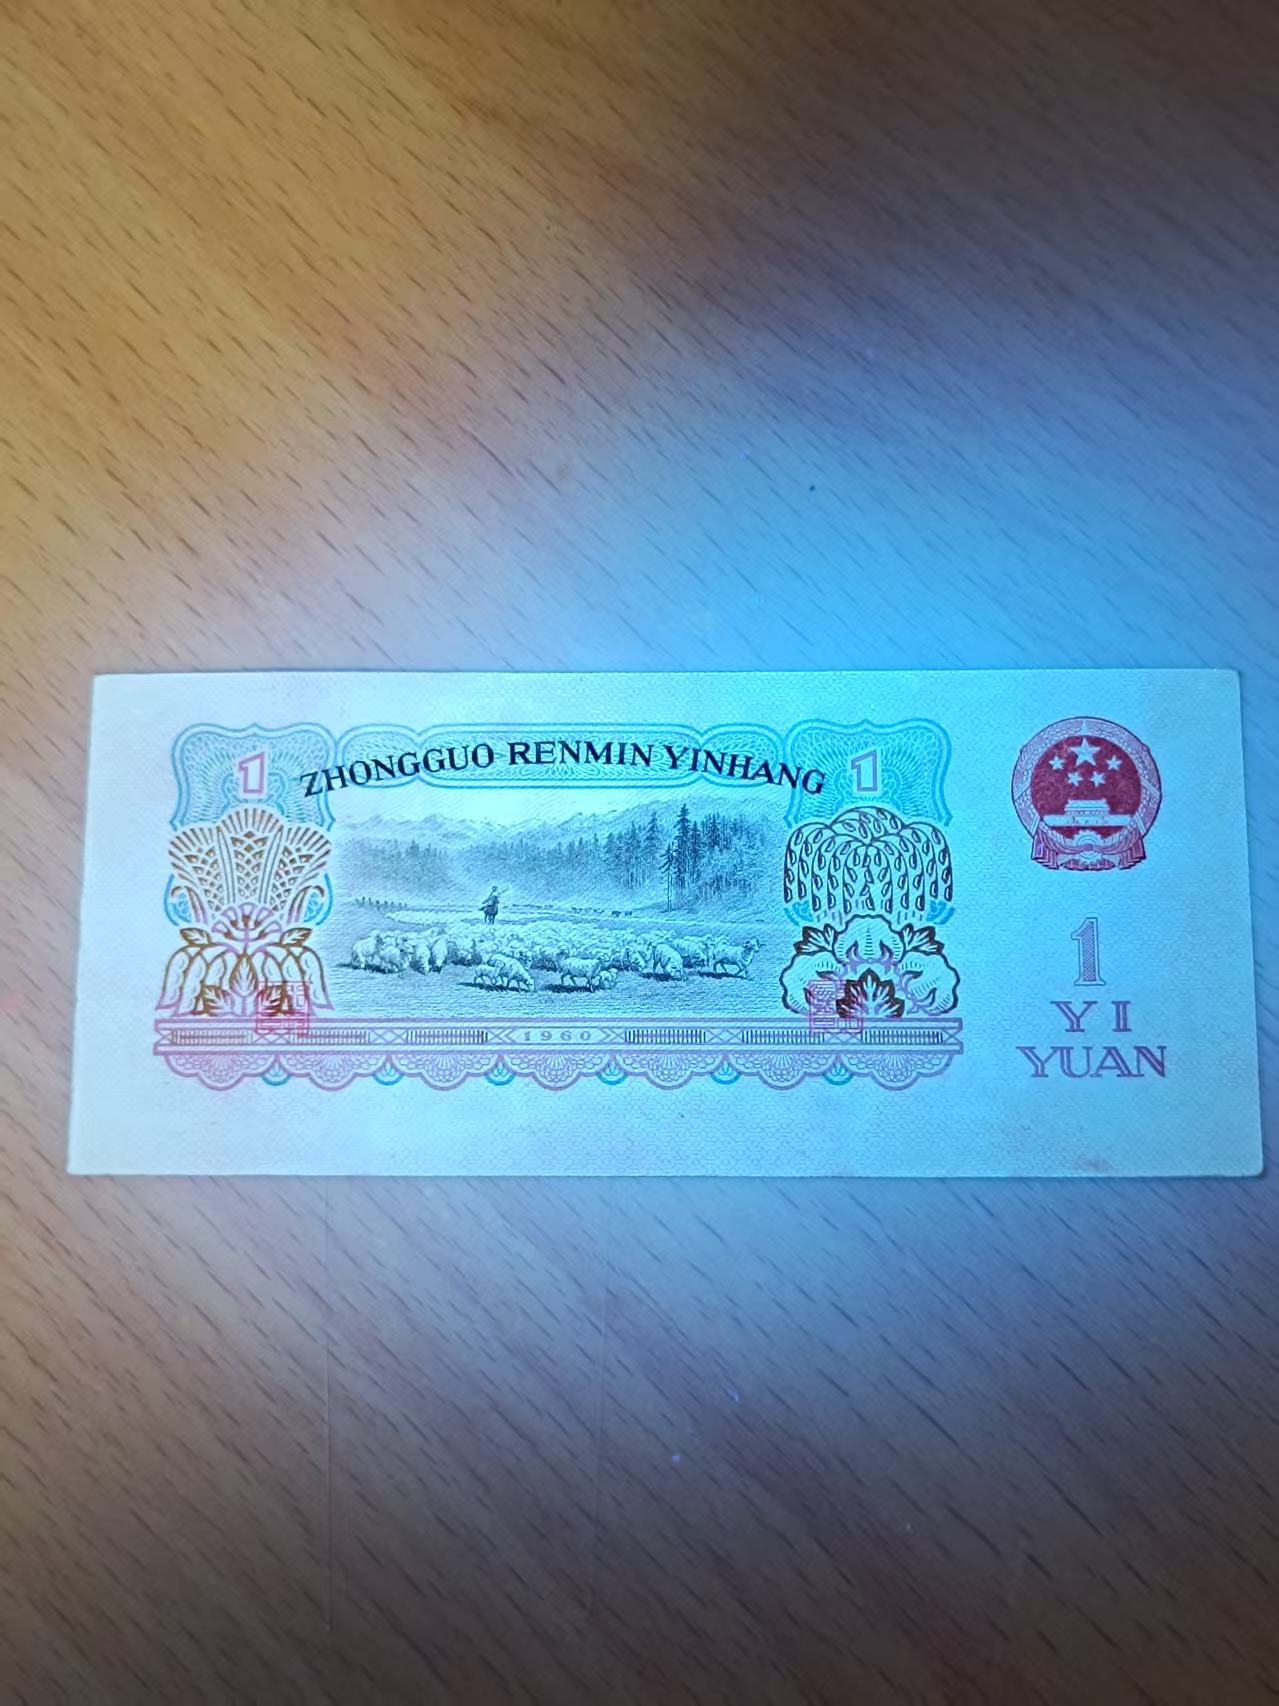 ZHONGGUO RENMIN YINHANG
1
1
1960
1
YI
YUAN